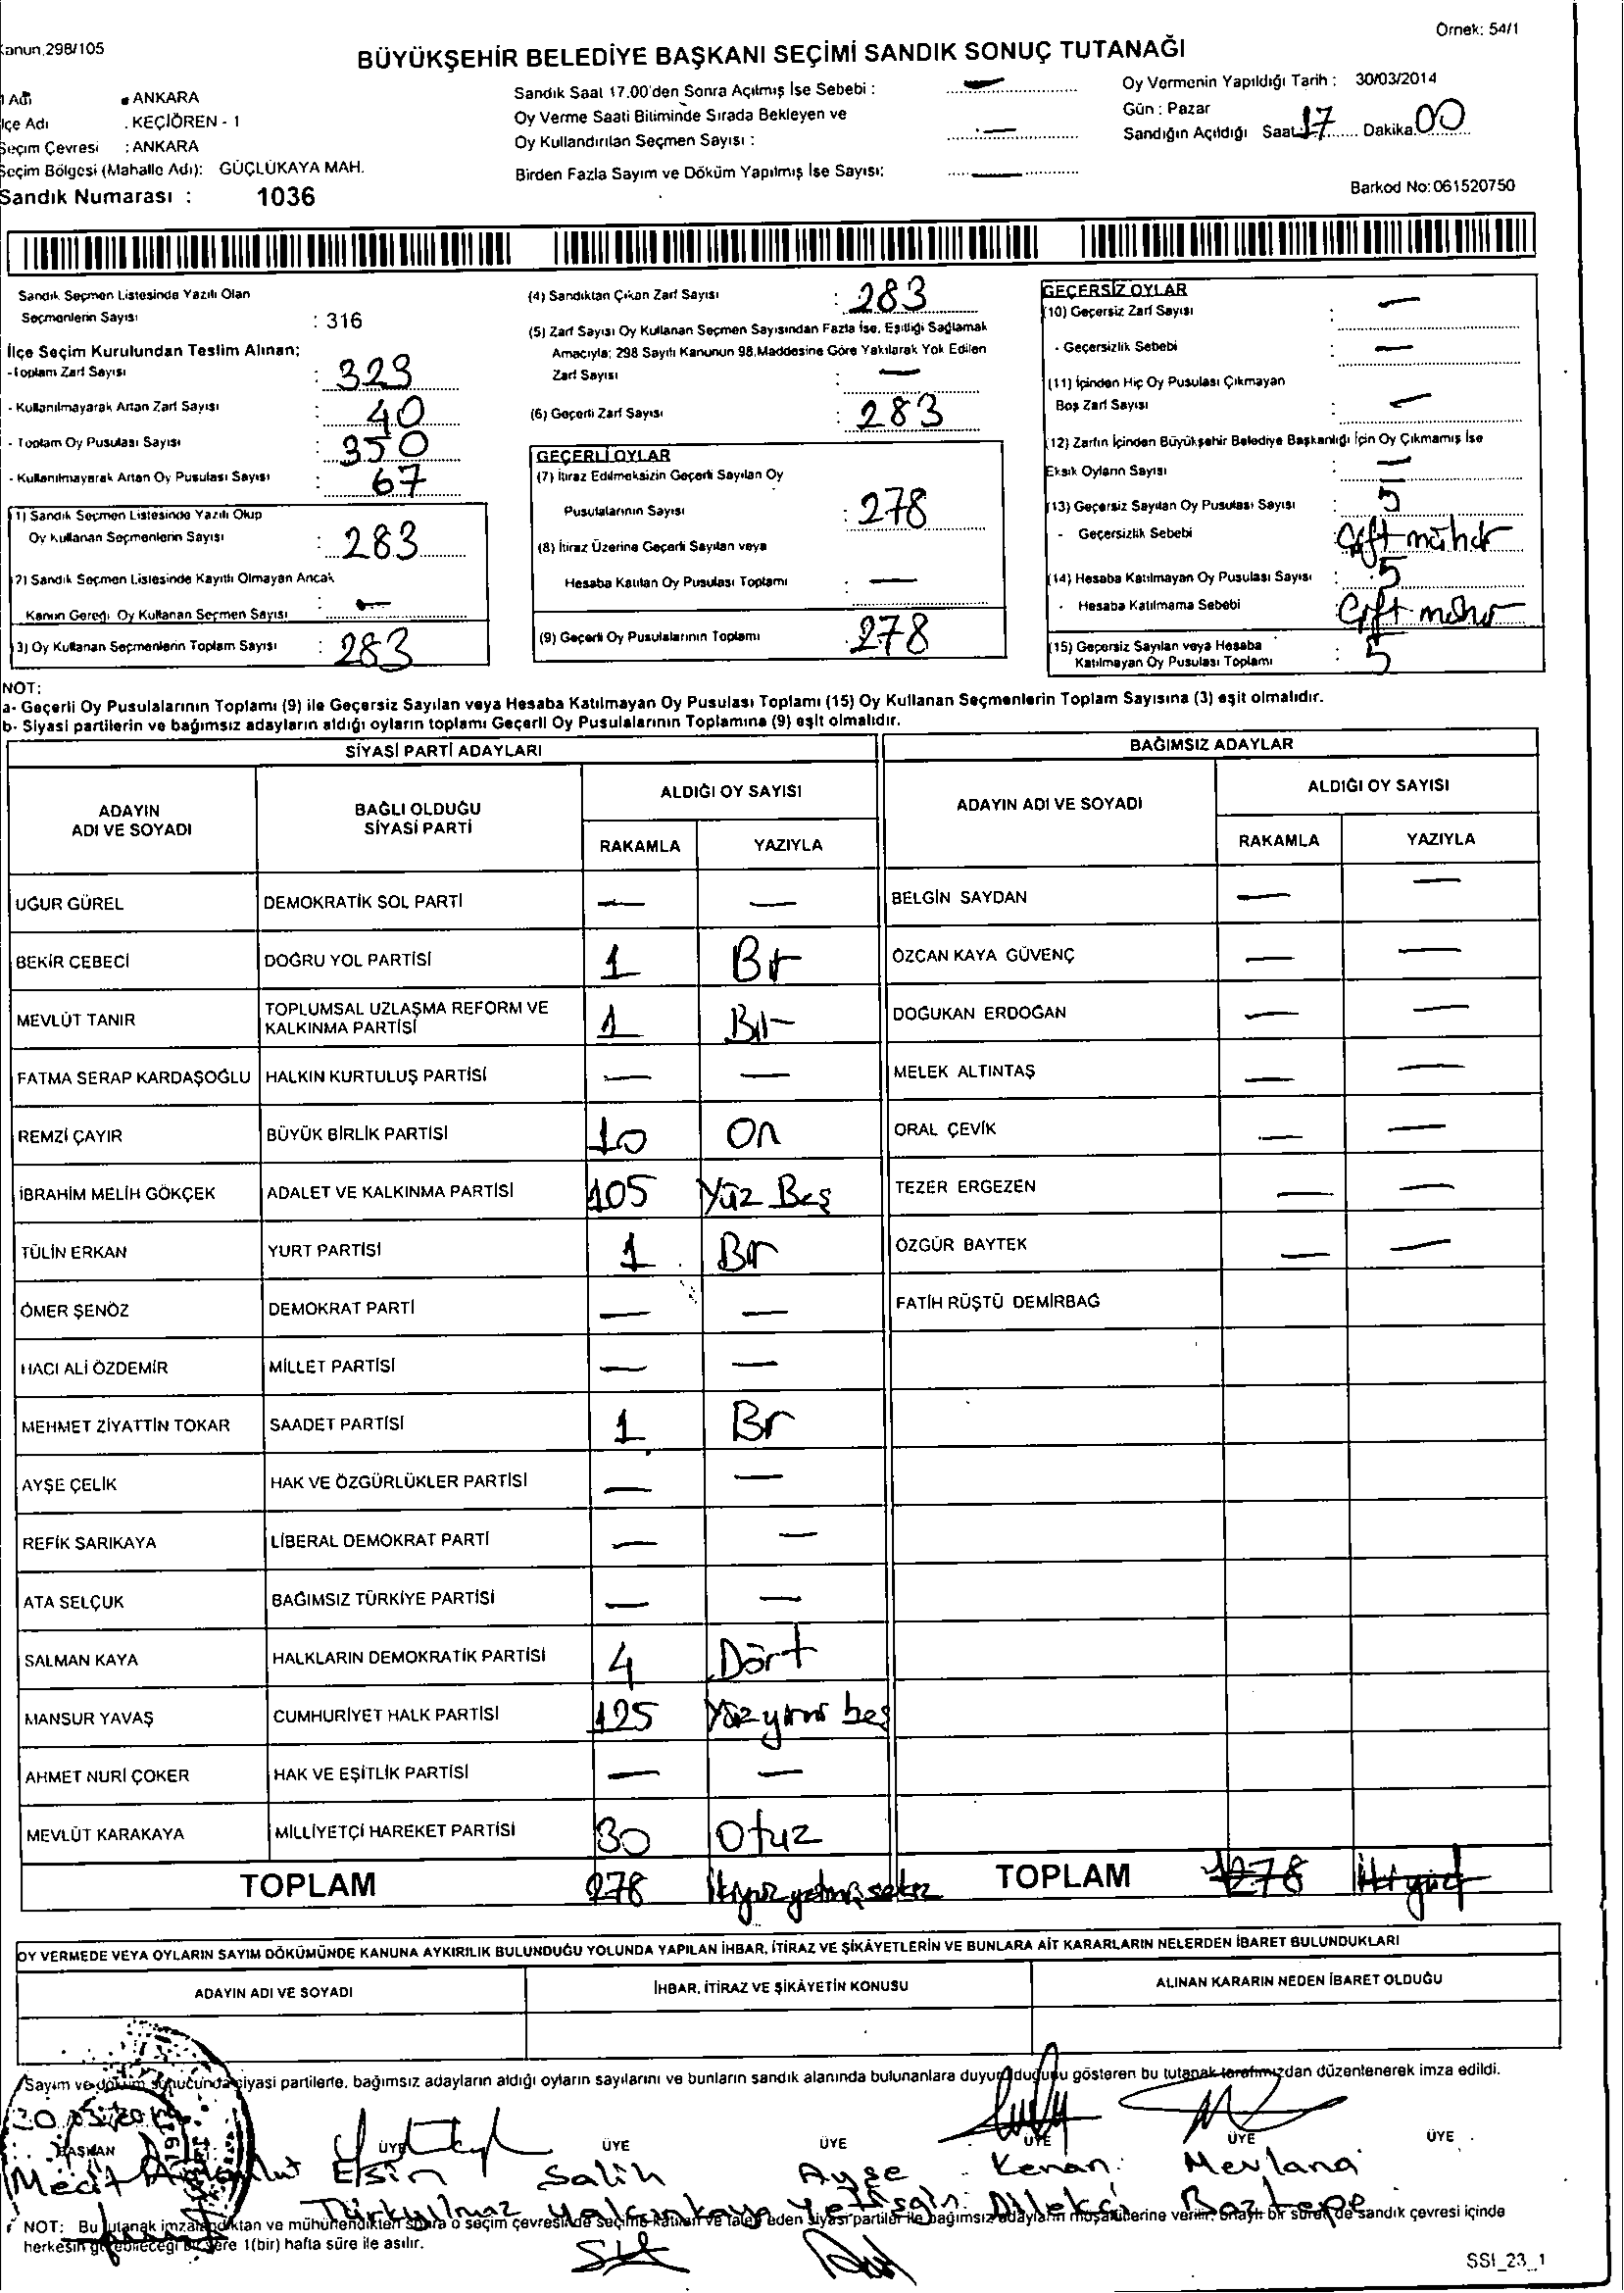 Kanun.298/105
Örnek: 54/1
BÜYÜKŞEHİR BELEDİYE BAŞKANI SEÇİMİ SANDIK SONUÇ TUTANAĞI
Adı : ANKARA
İlçe Adı : KEÇİÖREN - 1
Seçim Çevresi : ANKARA
Seçim Bölgesi (Mahalle Adı): GÜÇLÜKAYA MAH.
Sandık Numarası : 1036
Sandık Saat 17.00'den Sonra Açılmış İse Sebebi : —
Oy Verme Saati Bitiminde Sırada Bekleyen ve
Oy Kullandırılan Seçmen Sayısı : —
Birden Fazla Sayım ve Döküm Yapılmış İse Sayısı: —
Oy Vermenin Yapıldığı Tarih : 30/03/2014
Gün : Pazar
Sandığın Açıldığı Saat 17 Dakika 00
Barkod No: 061520750
Sandık Seçmen Listesinde Yazılı Olan
Seçmenlerin Sayısı : 316
İlçe Seçim Kurulundan Teslim Alınan;
-Toplam Zarf Sayısı : 323
- Kullanılmayarak Artan Zarf Sayısı : 40
- Toplam Oy Pusulası Sayısı : 350
- Kullanılmayarak Artan Oy Pusulası Sayısı : 67
1) Sandık Seçmen Listesinde Yazılı Olup
Oy Kullanan Seçmenlerin Sayısı : 283
2) Sandık Seçmen Listesinde Kayıtlı Olmayan Ancak
Kanun Gereği Oy Kullanan Seçmen Sayısı : —
3) Oy Kullanan Seçmenlerin Toplam Sayısı : 283
(4) Sandıktan Çıkan Zarf Sayısı : 283
(5) Zarf Sayısı Oy Kullanan Seçmen Sayısından Fazla İse, Eşitliği Sağlamak
Amacıyla; 298 Sayılı Kanunun 98.Maddesine Göre Yakılarak Yok Edilen
Zarf Sayısı : —
(6) Geçerli Zarf Sayısı : 283
GEÇERLİ OYLAR
(7) İtiraz Edilmeksizin Geçerli Sayılan Oy
Pusulalarının Sayısı : 278
(8) İtiraz Üzerine Geçerli Sayılan veya
Hesaba Katılan Oy Pusulası Toplamı : —
(9) Geçerli Oy Pusulalarının Toplamı : 278
GEÇERSİZ OYLAR
(10) Geçersiz Zarf Sayısı : —
- Geçersizlik Sebebi : —
(11) İçinden Hiç Oy Pusulası Çıkmayan
Boş Zarf Sayısı : —
(12) Zarfın İçinden Büyükşehir Belediye Başkanlığı İçin Oy Çıkmamış İse
Eksik Oyların Sayısı : —
(13) Geçersiz Sayılan Oy Pusulası Sayısı : 5
- Geçersizlik Sebebi Çift mühür
(14) Hesaba Katılmayan Oy Pusulası Sayısı : 5
- Hesaba Katılmama Sebebi Çift mühür
(15) Geçersiz Sayılan veya Hesaba
Katılmayan Oy Pusulası Toplamı : 5
NOT:
a- Geçerli Oy Pusulalarının Toplamı (9) ile Geçersiz Sayılan veya Hesaba Katılmayan Oy Pusulası Toplamı (15) Oy Kullanan Seçmenlerin Toplam Sayısına (3) eşit olmalıdır.
b- Siyasi partilerin ve bağımsız adayların aldığı oyların toplamı Geçerli Oy Pusulalarının Toplamına (9) eşit olmalıdır.
SİYASİ PARTİ ADAYLARI BAĞIMSIZ ADAYLAR
ADAYIN ADI VE SOYADI BAĞLI OLDUĞU SİYASİ PARTİ ALDIĞI OY SAYISI ADAYIN ADI VE SOYADI ALDIĞI OY SAYISI
RAKAMLA YAZIYLA RAKAMLA YAZIYLA
UĞUR GÜREL DEMOKRATİK SOL PARTİ — — BELGİN SAYDAN — —
BEKİR CEBECİ DOĞRU YOL PARTİSİ 1 Bir ÖZCAN KAYA GÜVENÇ — —
MEVLÜT TANIR TOPLUMSAL UZLAŞMA REFORM VE KALKINMA PARTİSİ 1 Bir DOĞUKAN ERDOĞAN — —
FATMA SERAP KARDAŞOĞLU HALKIN KURTULUŞ PARTİSİ — — MELEK ALTINTAŞ — —
REMZİ ÇAYIR BÜYÜK BİRLİK PARTİSİ 10 On ORAL ÇEVİK — —
İBRAHİM MELİH GÖKÇEK ADALET VE KALKINMA PARTİSİ 105 Yüz Beş TEZER ERGEZEN — —
TÜLİN ERKAN YURT PARTİSİ 1 Bir ÖZGÜR BAYTEK — —
ÖMER ŞENÖZ DEMOKRAT PARTİ — — FATİH RÜŞTÜ DEMİRBAĞ
HACI ALİ ÖZDEMİR MİLLET PARTİSİ — —
MEHMET ZİYATTİN TOKAR SAADET PARTİSİ 1 Bir
AYŞE ÇELİK HAK VE ÖZGÜRLÜKLER PARTİSİ — —
REFİK SARIKAYA LİBERAL DEMOKRAT PARTİ — —
ATA SELÇUK BAĞIMSIZ TÜRKİYE PARTİSİ — —
SALMAN KAYA HALKLARIN DEMOKRATİK PARTİSİ 4 Dört
MANSUR YAVAŞ CUMHURİYET HALK PARTİSİ 125 Yüzyirmi beş
AHMET NURİ ÇOKER HAK VE EŞİTLİK PARTİSİ — —
MEVLÜT KARAKAYA MİLLİYETÇİ HAREKET PARTİSİ 30 Otuz
TOPLAM 278 İkiyüz yetmiş sekiz TOPLAM 278
OY VERMEDE VEYA OYLARIN SAYIM DÖKÜMÜNDE KANUNA AYKIRILIK BULUNDUĞU YOLUNDA YAPILAN İHBAR, İTİRAZ VE ŞİKAYETLERİN VE BUNLARA AİT KARARLARIN NELERDEN İBARET BULUNDUKLARI
ADAYIN ADI VE SOYADI İHBAR, İTİRAZ VE ŞİKAYETİN KONUSU ALINAN KARARIN NEDEN İBARET OLDUĞU
Sayım ve döküm sonucunda siyasi partilerle, bağımsız adayların aldığı oyların sayılarını ve bunların sandık alanında bulunanlara duyurulduğunu gösteren bu tutanak tarafımızdan düzenlenerek imza edildi.
BAŞKAN ÜYE ÜYE ÜYE ÜYE ÜYE ÜYE
Mecit Elsin Salih Ayşe Kenan Mevlana
Türkyılmaz Yalçınkaya Yetişgin Dilekçi Boztepe
NOT: Bu tutanak imzalandıktan ve mühürlendikten sonra o seçim çevresinde seçime katılan ve talep eden siyasi partiler ile bağımsız adayların müşahitlerine verilir. Onaylı bir sureti de sandık çevresi içinde
herkesin görebileceği bir yere 1(bir) hafta süre ile asılır.
SSI_23_1